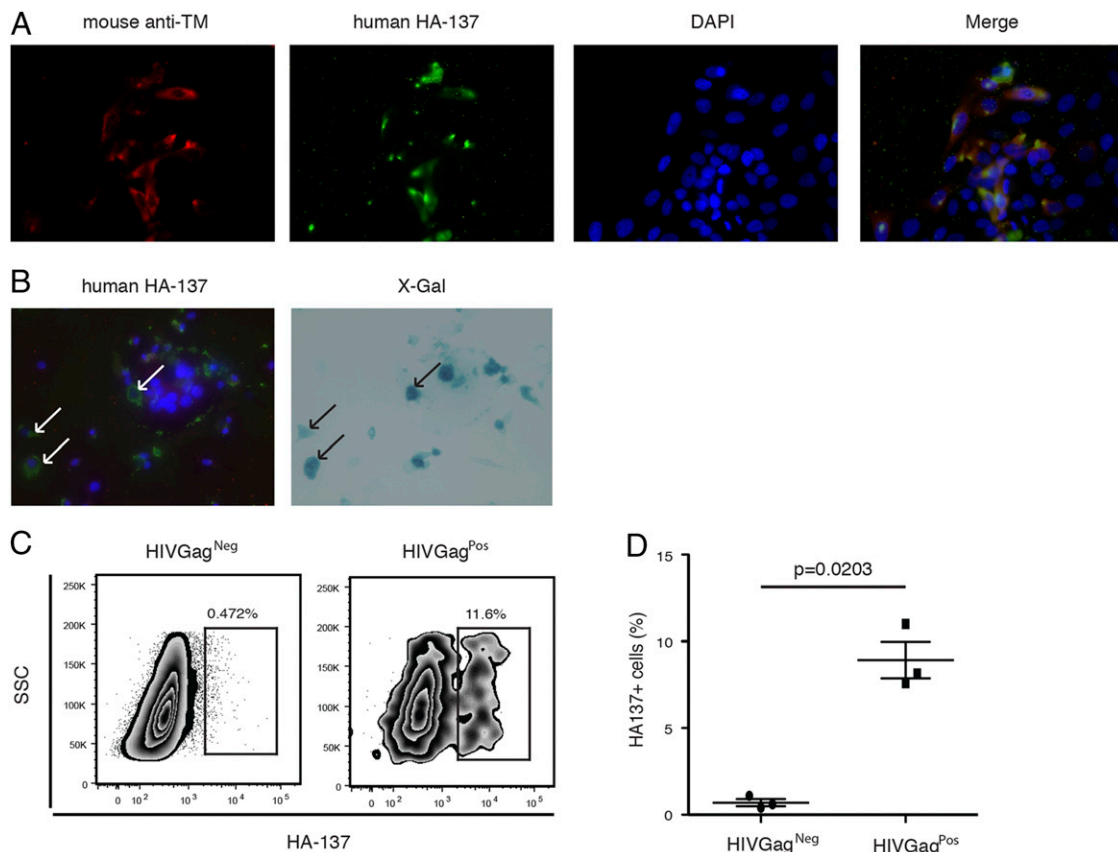 A
mouse anti-TM
human HA-137
DAPI
Merge
B
human HA-137
X-Gal
C
HIVGag^Neg
HIVGag^Pos
250K
200K
150K
100K
50K
0
0.472%
0 10^2 10^3 10^4 10^5
250K
200K
150K
100K
50K
0
11.6%
0 10^2 10^3 10^4 10^5
SSC
HA-137
D
15
10
5
0
HA137+ cells (%)
p=0.0203
HIVGag^Neg
HIVGag^Pos